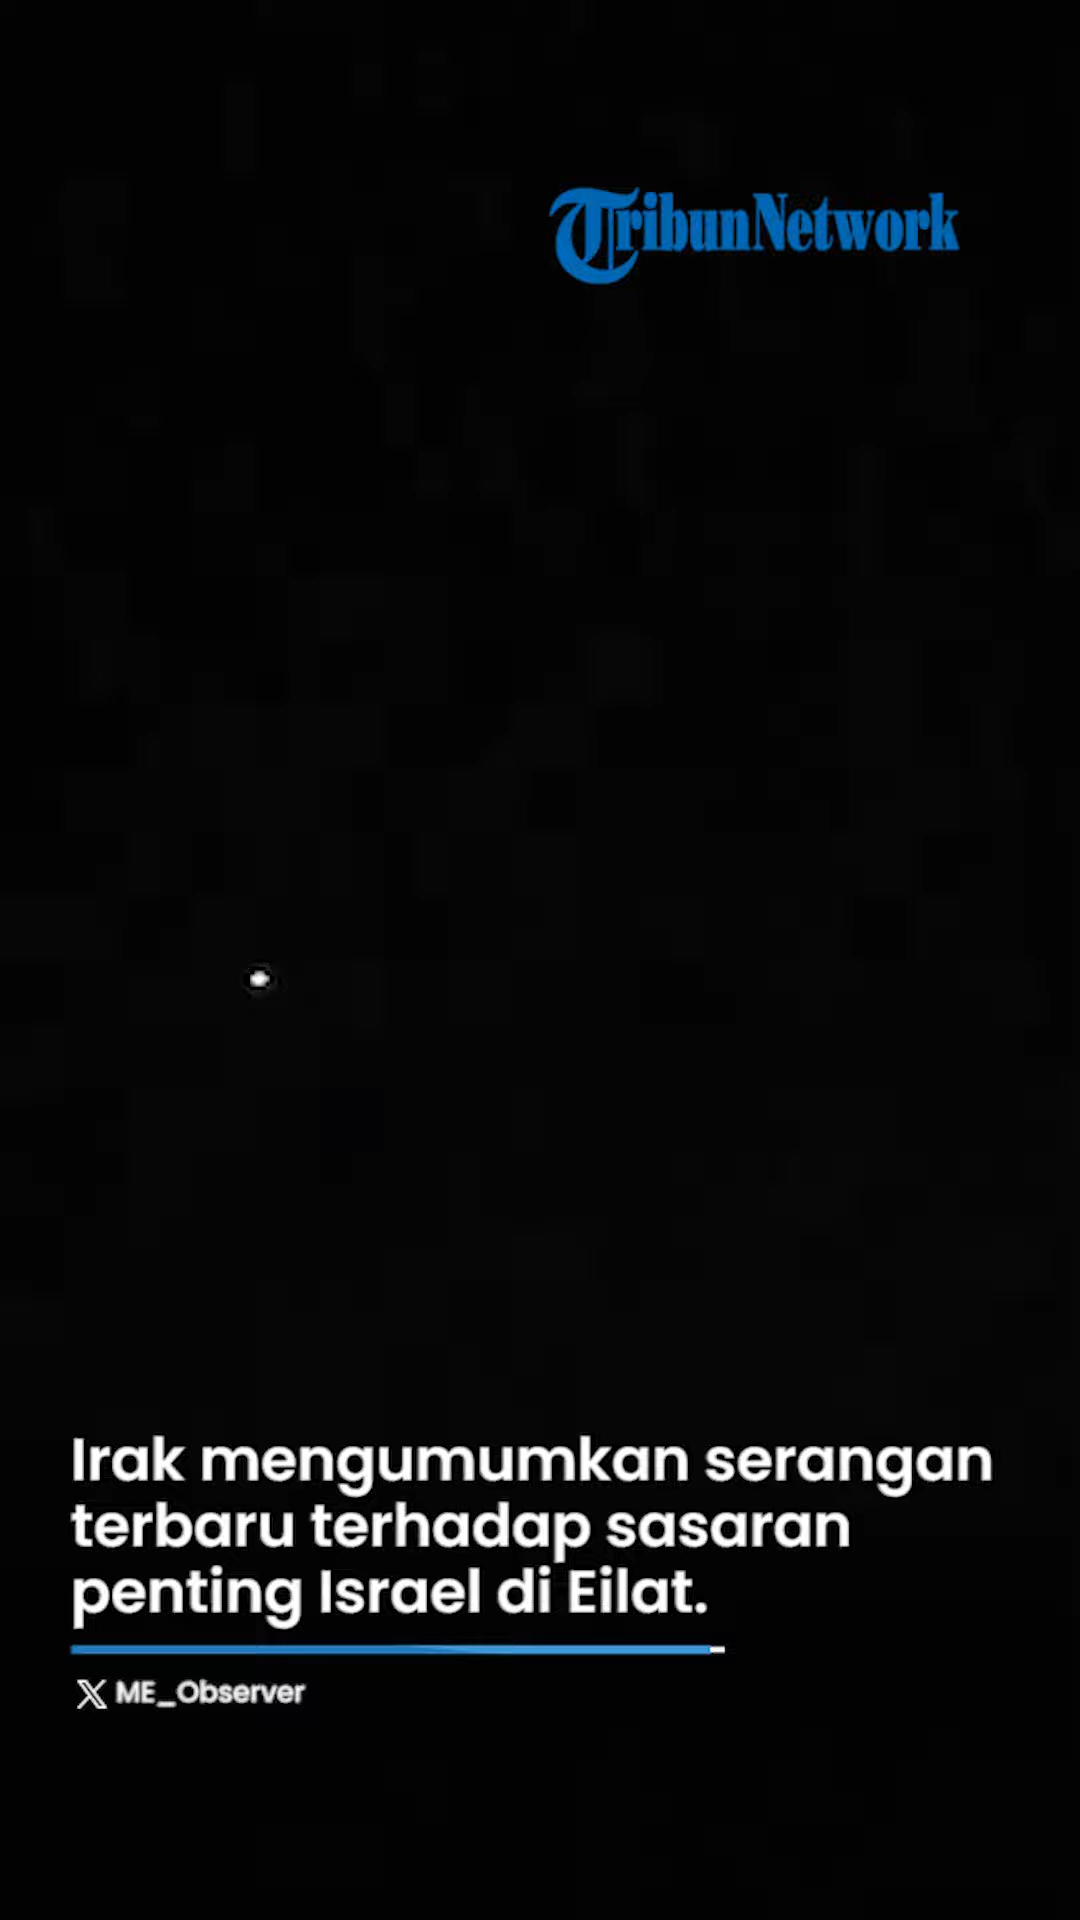 TribunNetwork
Irak mengumumkan serangan
terbaru terhadap sasaran
penting Israel di Eilat.
X ME_Observer